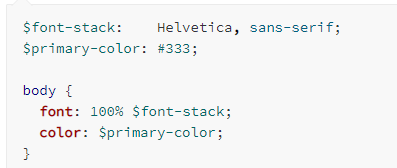 $font-stack:    Helvetica, sans-serif;
$primary-color: #333;

body {
  font: 100% $font-stack;
  color: $primary-color;
}